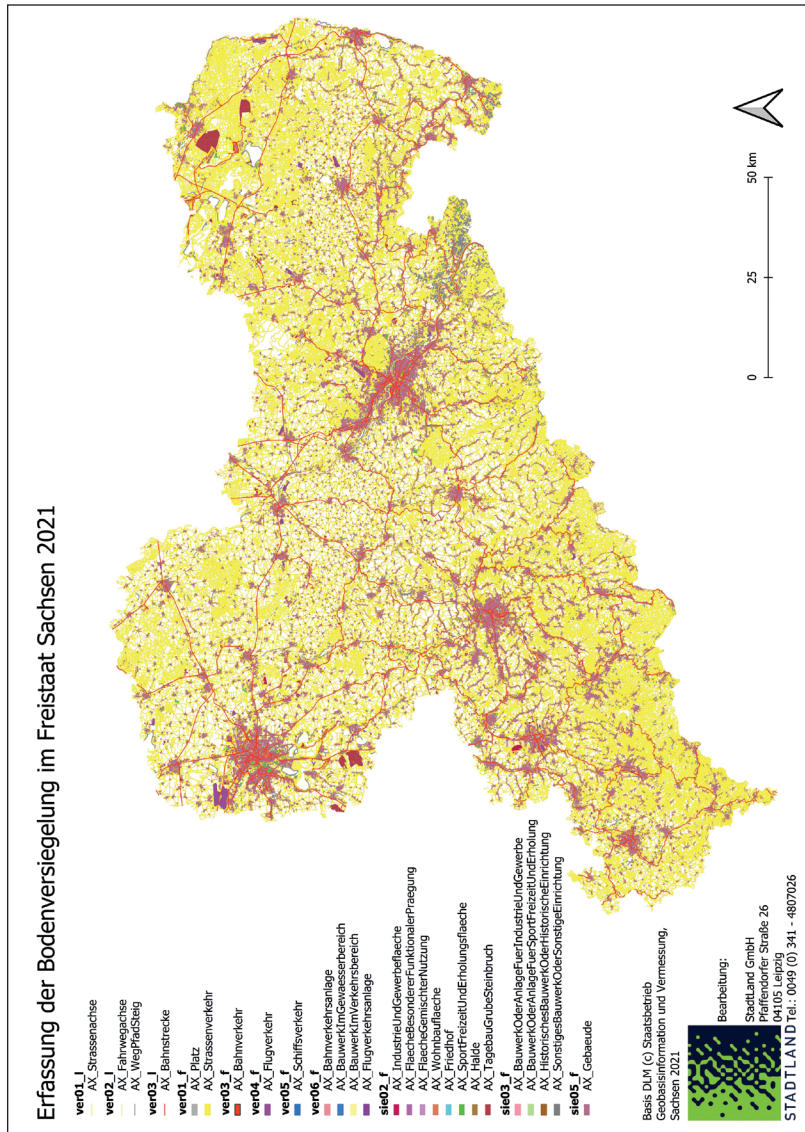 Erfassung der Bodenversiegelung im Freistaat Sachsen 2021
ver01_l
AX_Strassenachse
ver02_l
AX_Fahrwegachse
AX_WegPfadSteig
ver03_l
AX_Bahnstrecke
ver01_f
AX_Platz
AX_Strassenverkehr
ver03_f
AX_Bahnverkehr
ver04_f
AX_Flugverkehr
ver05_f
AX_Schiffsverkehr
ver06_f
AX_Bahnverkehrsanlage
AX_BauwerkImGewaesserbereich
AX_BauwerkImVerkehrsbereich
AX_Flugverkehrsanlage
sie02_f
AX_IndustrieUndGewerbeflaeche
AX_FlaecheBesondererFunktionalerPraegung
AX_FlaecheGemischterNutzung
AX_Wohnbauflaeche
AX_Friedhof
AX_SportFreizeitUndErholungsflaeche
AX_Halde
AX_TagebauGrubeSteinbruch
sie03_f
AX_BauwerkOderAnlageFuerIndustrieUndGewerbe
AX_BauwerkOderAnlageFuerSportFreizeitUndErholung
AX_HistorischesBauwerkOderHistorischeEinrichtung
AX_SonstigesBauwerkOderSonstigeEinrichtung
sie05_f
AX_Gebaeude
Basis DLM (c) Staatsbetrieb
Geobasisinformation und Vermessung,
Sachsen 2021
Bearbeitung:
StadtLand GmbH
Pfaffendorfer Straße 26
04105 Leipzig
Tel.: 0049 (0) 341 - 4807026
STADTLAND
0 25 50 km